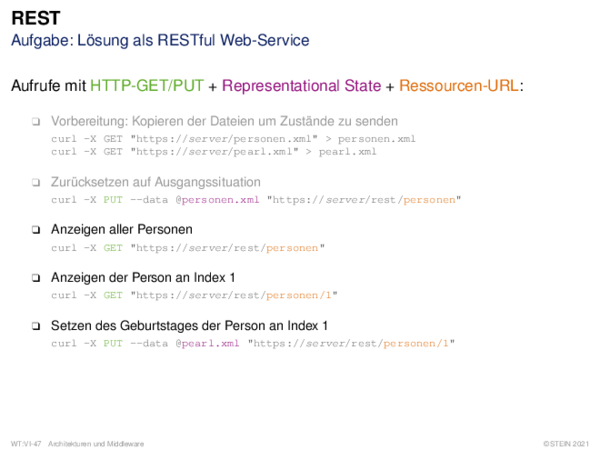 REST
Aufgabe: Lösung als RESTful Web-Service
Aufrufe mit HTTP-GET/PUT + Representational State + Ressourcen-URL:
❑ Vorbereitung: Kopieren der Dateien um Zustände zu senden
curl -X GET "https://server/personen.xml" > personen.xml
curl -X GET "https://server/pearl.xml" > pearl.xml
❑ Zurücksetzen auf Ausgangssituation
curl -X PUT --data @personen.xml "https://server/rest/personen"
❑ Anzeigen aller Personen
curl -X GET "https://server/rest/personen"
❑ Anzeigen der Person an Index 1
curl -X GET "https://server/rest/personen/1"
❑ Setzen des Geburtstages der Person an Index 1
curl -X PUT --data @pearl.xml "https://server/rest/personen/1"
WT:VI-47 Architekturen und Middleware ©STEIN 2021